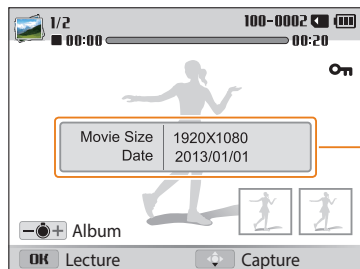 1/2 100-0002
00:00 00:20
Movie Size 1920X1080
Date 2013/01/01
Album
OK Lecture Capture